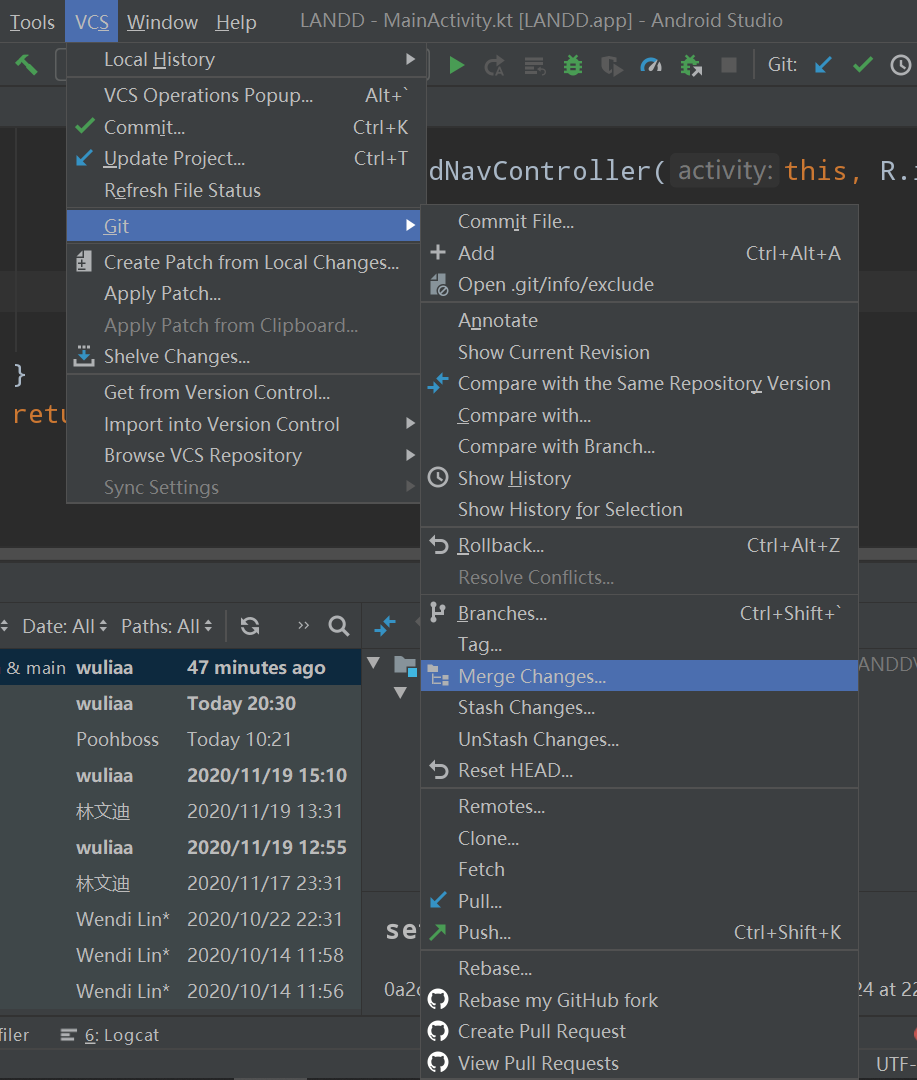 Tools VCS Window Help LANDD - MainActivity.kt [LANDD.app] - Android Studio
Git:
Local History
VCS Operations Popup... Alt+`
Commit... Ctrl+K
Update Project... Ctrl+T
Refresh File Status
Git
Create Patch from Local Changes...
Apply Patch...
Apply Patch from Clipboard...
Shelve Changes...
Get from Version Control...
Import into Version Control
Browse VCS Repository
Sync Settings
dNavController( activity: this, R.
}
retu
Commit File...
Add Ctrl+Alt+A
Open .git/info/exclude
Annotate
Show Current Revision
Compare with the Same Repository Version
Compare with...
Compare with Branch...
Show History
Show History for Selection
Rollback... Ctrl+Alt+Z
Resolve Conflicts...
Branches... Ctrl+Shift+`
Tag...
Merge Changes...
Stash Changes...
UnStash Changes...
Reset HEAD...
Remotes...
Clone...
Fetch
Pull...
Push... Ctrl+Shift+K
Rebase...
Rebase my GitHub fork
Create Pull Request
View Pull Requests
Date: All Paths: All
& main wuliaa 47 minutes ago
wuliaa Today 20:30
Poohboss Today 10:21
wuliaa 2020/11/19 15:10
林文迪 2020/11/19 13:31
wuliaa 2020/11/19 12:55
林文迪 2020/11/17 23:31
Wendi Lin* 2020/10/22 22:31
Wendi Lin* 2020/10/14 11:58
Wendi Lin* 2020/10/14 11:56
ANDD
se
0a2 24 at 22
filer 6: Logcat
UTF-